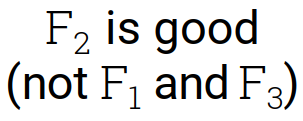 F₂ is good
(not F₁ and F₃)